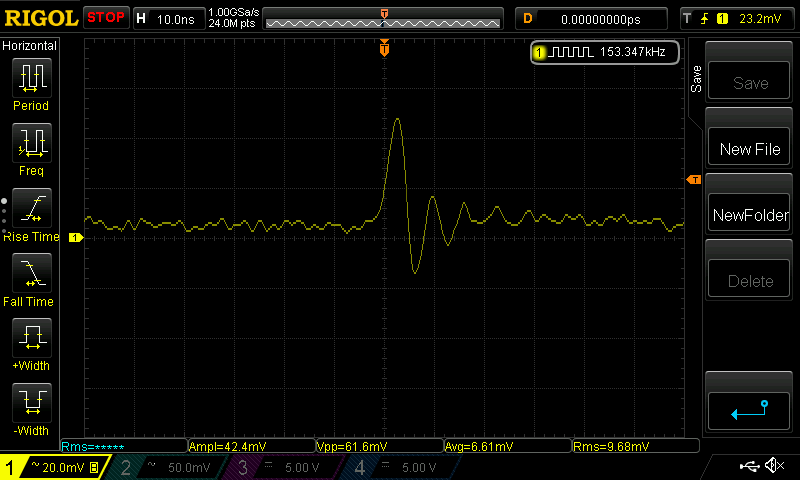 RIGOL STOP H 10.0ns 1.00GSa/s 24.0M pts T D 0.00000000ps T 1 23.2mV
Horizontal
T
1 153.347kHz
Save
Save
Period
New File
Freq
T
NewFolder
Rise Time
1
Delete
Fall Time
+Width
-Width
Rms=***** Ampl=42.4mV Vpp=61.6mV Avg=6.61mV Rms=9.68mV
1 ~ 20.0mV B 2 ~ 50.0mV 3 5.00 V 4 5.00 V